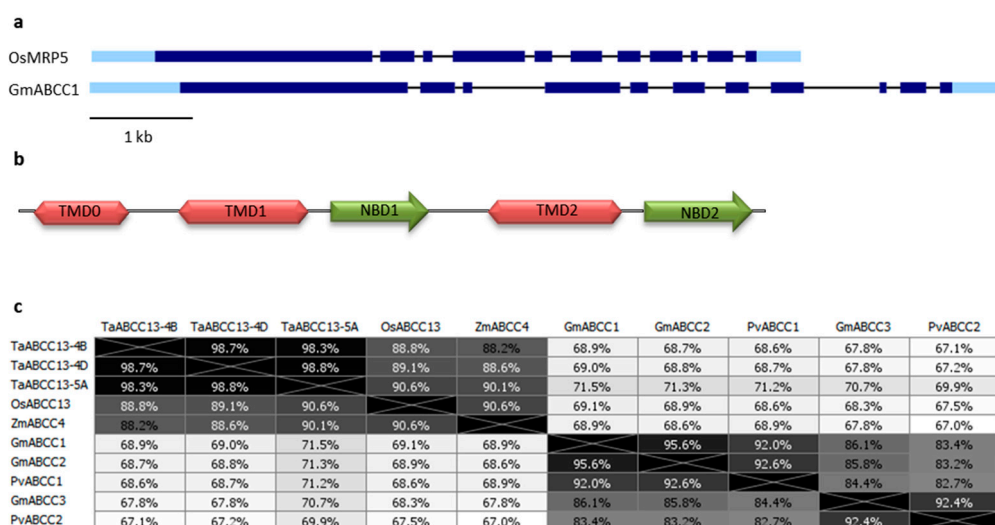 a
OsMRP5
GmABCC1
1 kb
b
TMD0 TMD1 NBD1 TMD2 NBD2
c
TaABCC13-4B TaABCC13-4D TaABCC13-5A OsABCC13 ZmABCC4 GmABCC1 GmABCC2 PvABCC1 GmABCC3 PvABCC2
TaABCC13-4B 98.7% 98.3% 88.8% 88.2% 68.9% 68.7% 68.6% 67.8% 67.1%
TaABCC13-4D 98.7% 98.8% 89.1% 88.6% 69.0% 68.8% 68.7% 67.8% 67.2%
TaABCC13-5A 98.3% 98.8% 90.6% 90.1% 71.5% 71.3% 71.2% 70.7% 69.9%
OsABCC13 88.8% 89.1% 90.6% 90.6% 69.1% 68.9% 68.6% 68.3% 67.5%
ZmABCC4 88.2% 88.6% 90.1% 90.6% 68.9% 68.6% 68.9% 67.8% 67.0%
GmABCC1 68.9% 69.0% 71.5% 69.1% 68.9% 95.6% 92.0% 86.1% 83.4%
GmABCC2 68.7% 68.8% 71.3% 68.9% 68.6% 95.6% 92.6% 85.8% 83.2%
PvABCC1 68.6% 68.7% 71.2% 68.6% 68.9% 92.0% 92.6% 84.4% 82.7%
GmABCC3 67.8% 67.8% 70.7% 68.3% 67.8% 86.1% 85.8% 84.4% 92.4%
PvABCC2 67.1% 67.2% 69.9% 67.5% 67.0% 83.4% 83.2% 82.7% 92.4%